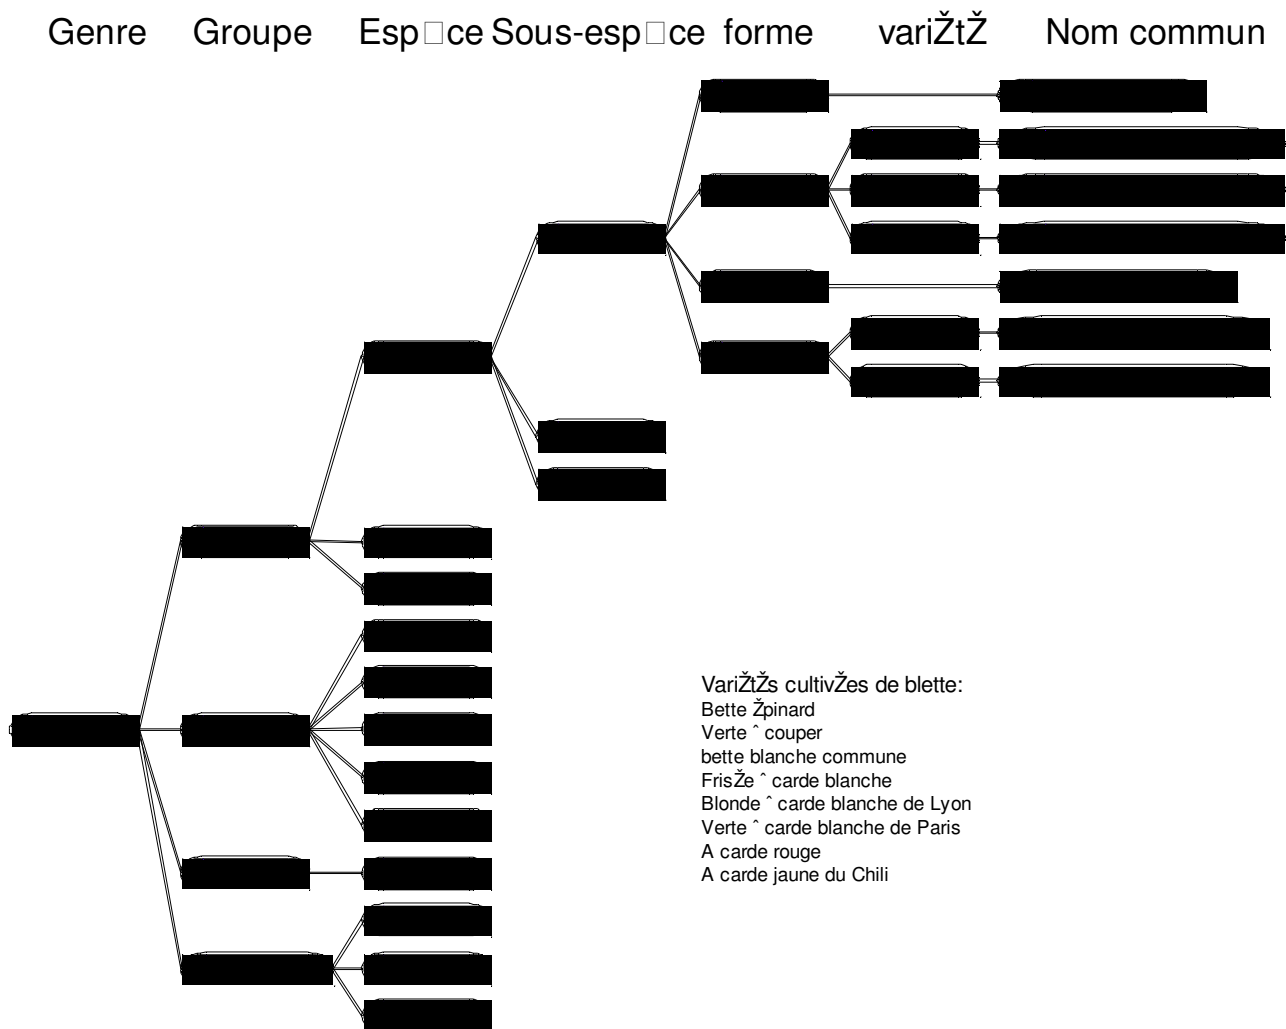 Genre Groupe Esp□ce Sous-esp□ce forme variŽtŽ Nom commun
VariŽtŽs cultivŽes de blette:
Bette Žpinard
Verte ˆ couper
bette blanche commune
FrisŽe ˆ carde blanche
Blonde ˆ carde blanche de Lyon
Verte ˆ carde blanche de Paris
A carde rouge
A carde jaune du Chili